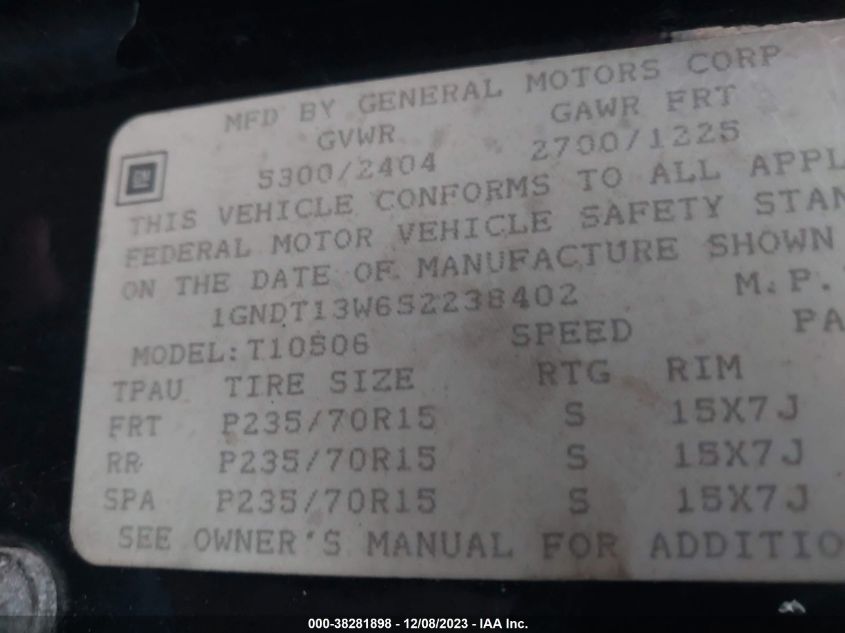 MFD BY GENERAL MOTORS CORP
GVWR GAWR FRT
5300/2404 2700/1225
GM
THIS VEHICLE CONFORMS TO ALL APPL
FEDERAL MOTOR VEHICLE SAFETY STAN
ON THE DATE OF MANUFACTURE SHOWN
1GNDT13W6S2238402 M.P.
MODEL:T10506 SPEED PA
TPAU TIRE SIZE RTG RIM
FRT P235/70R15 S 15X7J
RR P235/70R15 S 15X7J
SPA P235/70R15 S 15X7J
SEE OWNER'S MANUAL FOR ADDITIO
000-38281898 - 12/08/2023 - IAA Inc.